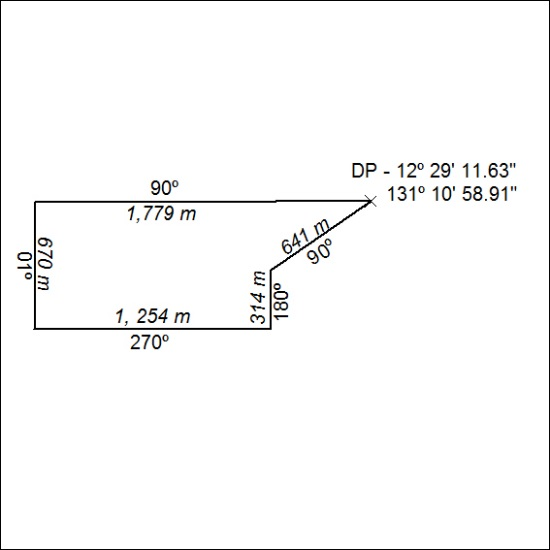 DP - 12º 29' 11.63"
131º 10' 58.91"
90º
1,779 m
641 m
90º
670 m
01º
314 m
180º
1, 254 m
270º